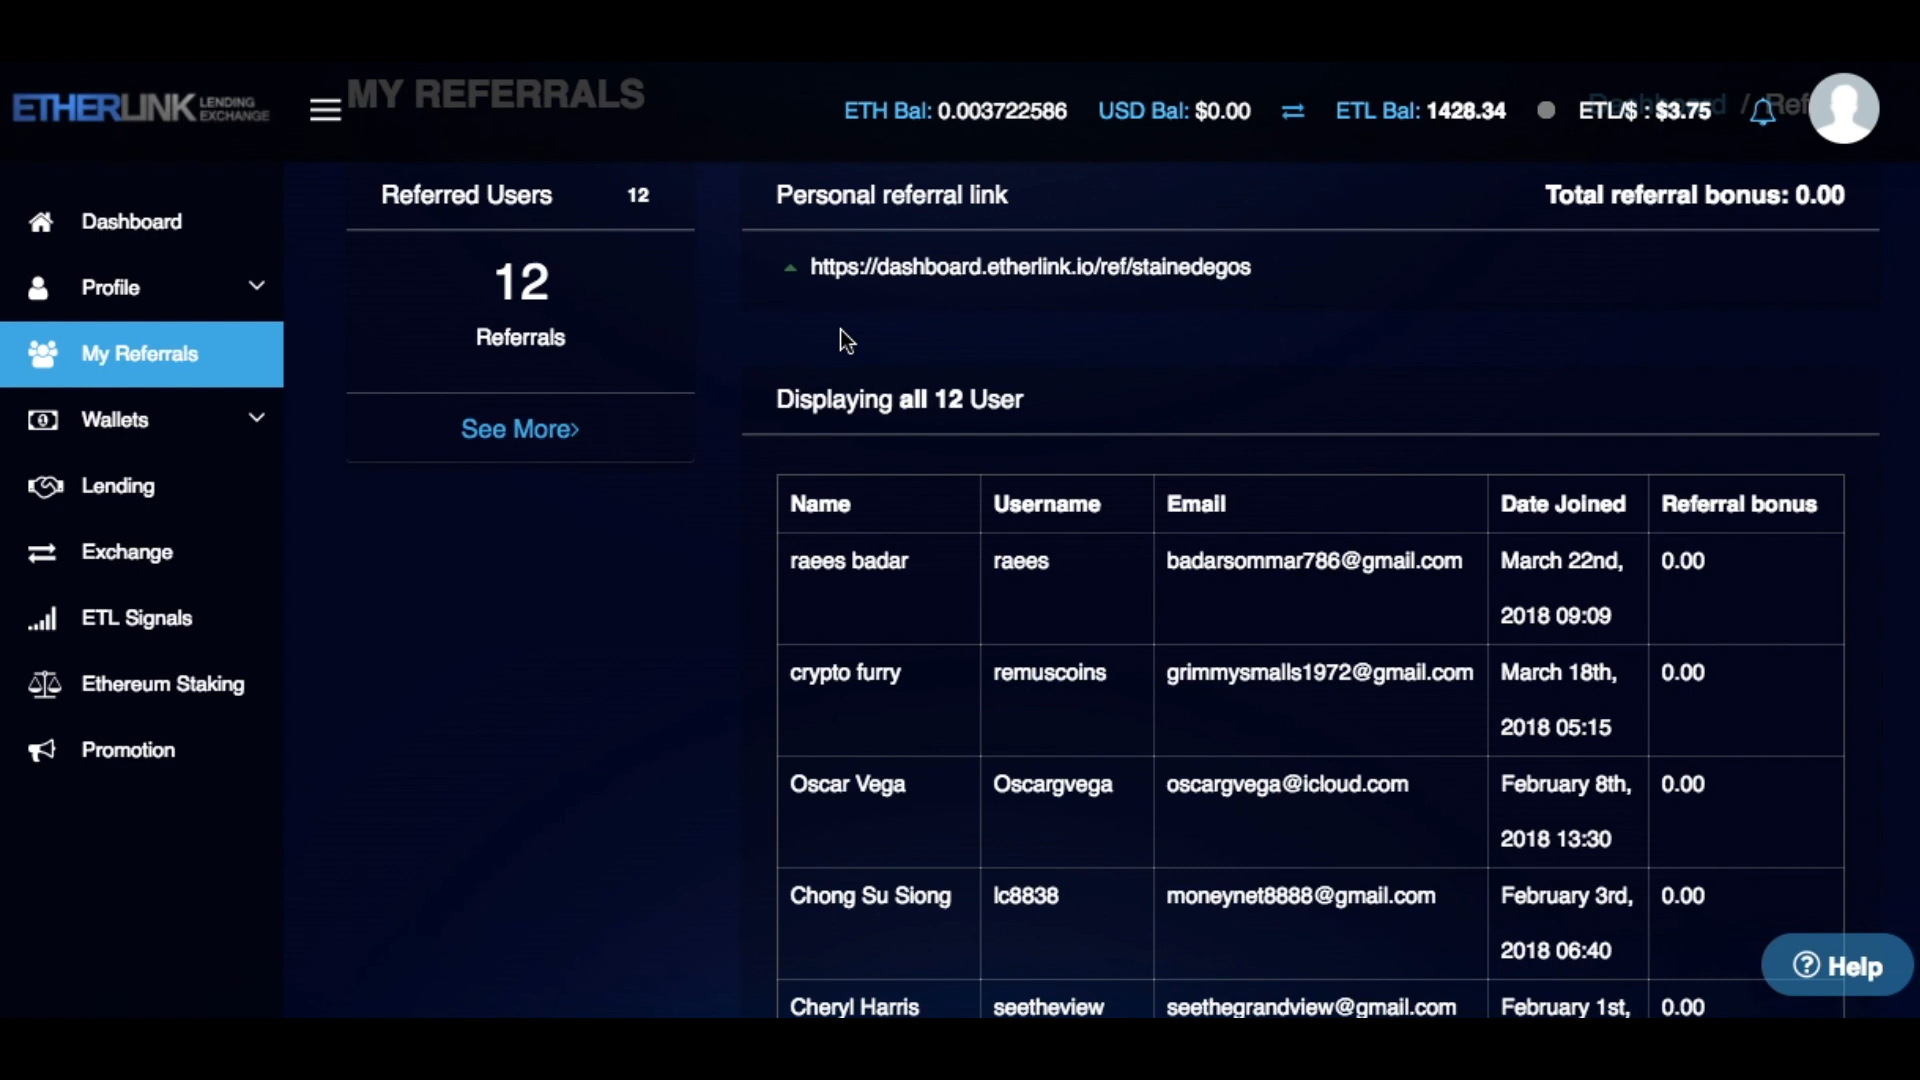 MY REFERRALS
ETHERLINK LENDING EXCHANGE
ETH Bal: 0.003722586 USD Bal: $0.00 ETL Bal: 1428.34 ETL/$ : $3.75
Dashboard
Profile
My Referrals
Wallets
Lending
Exchange
ETL Signals
Ethereum Staking
Promotion
Referred Users 12
12
Referrals
See More>
Personal referral link Total referral bonus: 0.00
https://dashboard.etherlink.io/ref/stainedegos
Displaying all 12 User
Name Username Email Date Joined Referral bonus
raees badar raees badarsommar786@gmail.com March 22nd, 0.00
2018 09:09
crypto furry remuscoins grimmysmalls1972@gmail.com March 18th, 0.00
2018 05:15
Oscar Vega Oscargvega oscargvega@icloud.com February 8th, 0.00
2018 13:30
Chong Su Siong lc8838 moneynet8888@gmail.com February 3rd, 0.00
2018 06:40
Cheryl Harris seetheview seethegrandview@gmail.com February 1st, 0.00
Help